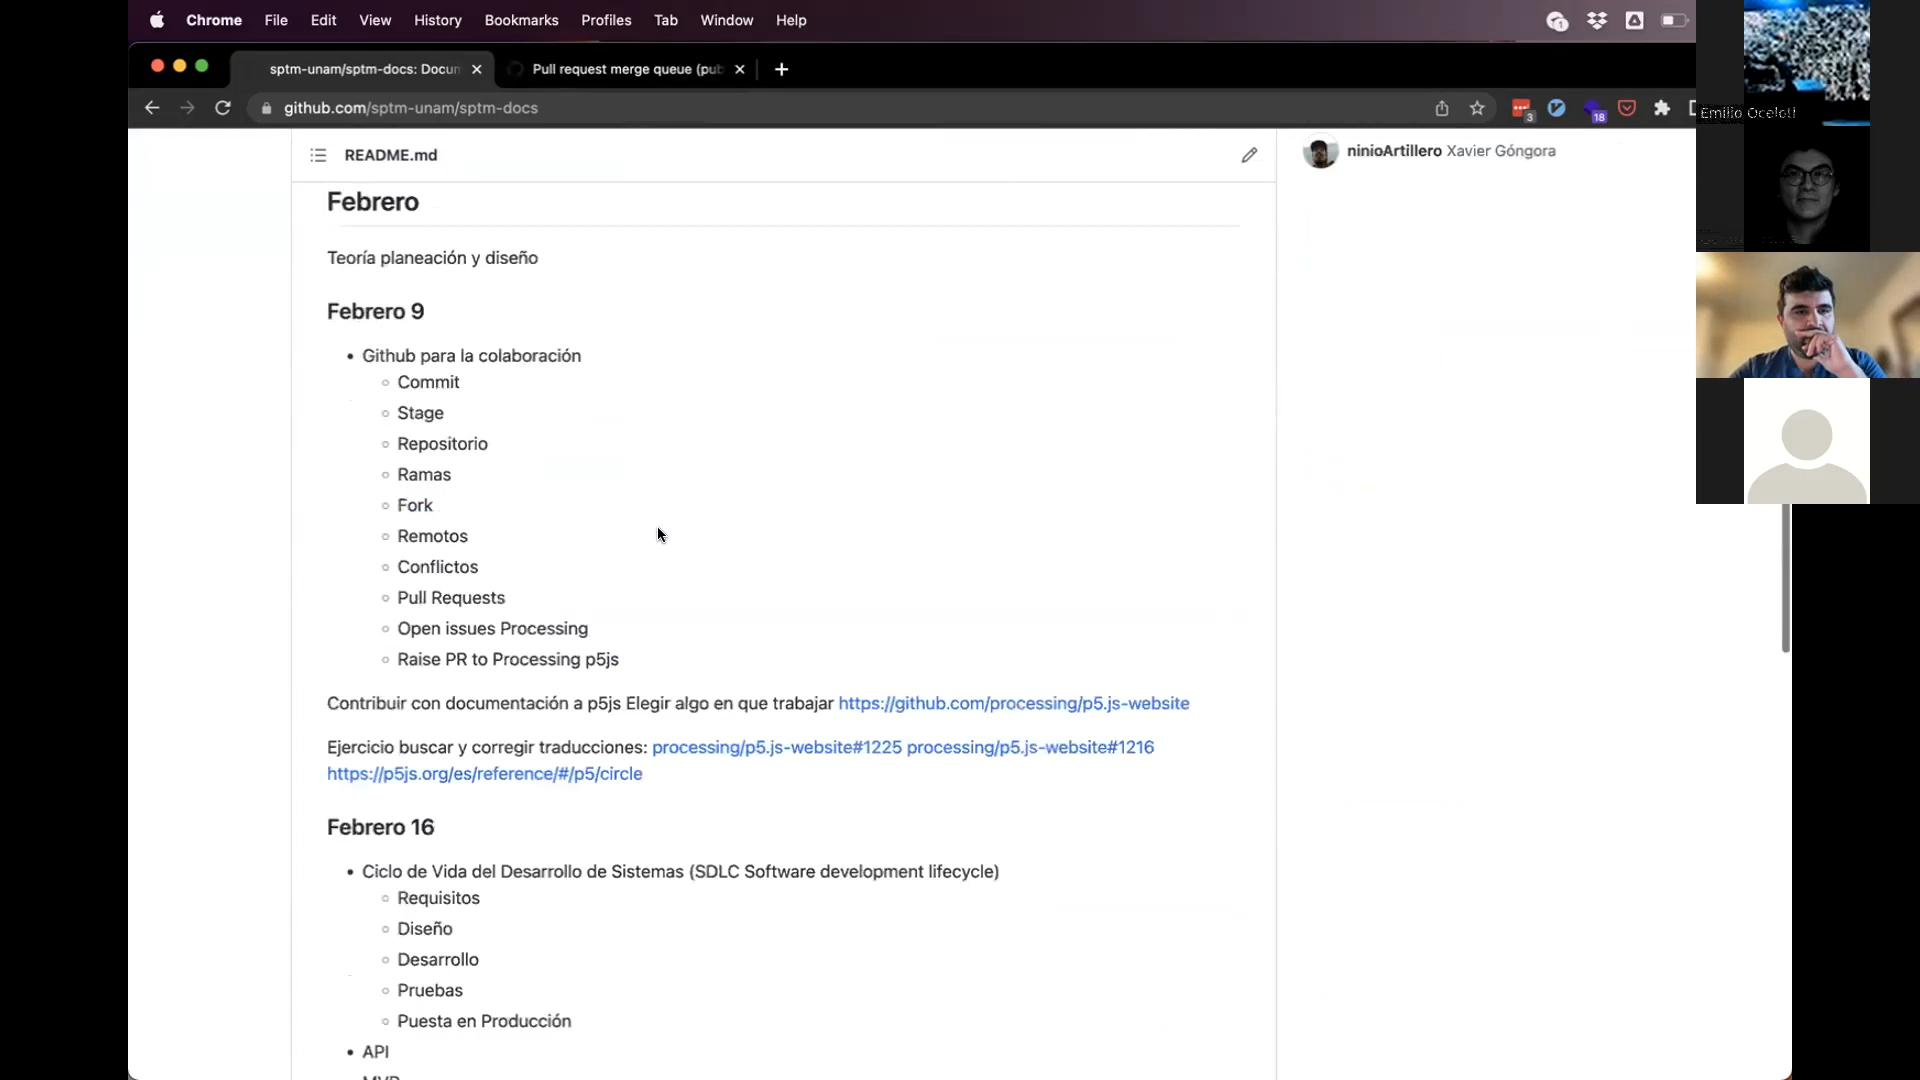 Chrome File Edit View History Bookmarks Profiles Tab Window Help
sptm-unam/sptm-docs: Docum
Pull request merge queue (pub
github.com/sptm-unam/sptm-docs
3
18
1
Emilio Ocelotl
README.md
ninioArtillero Xavier Góngora
Febrero
Teoría planeación y diseño
Febrero 9
• Github para la colaboración
◦ Commit
◦ Stage
◦ Repositorio
◦ Ramas
◦ Fork
◦ Remotos
◦ Conflictos
◦ Pull Requests
◦ Open issues Processing
◦ Raise PR to Processing p5js
Contribuir con documentación a p5js Elegir algo en que trabajar https://github.com/processing/p5.js-website
Ejercicio buscar y corregir traducciones: processing/p5.js-website#1225 processing/p5.js-website#1216
https://p5js.org/es/reference/#/p5/circle
Febrero 16
• Ciclo de Vida del Desarrollo de Sistemas (SDLC Software development lifecycle)
◦ Requisitos
◦ Diseño
◦ Desarrollo
◦ Pruebas
◦ Puesta en Producción
• API
MVP